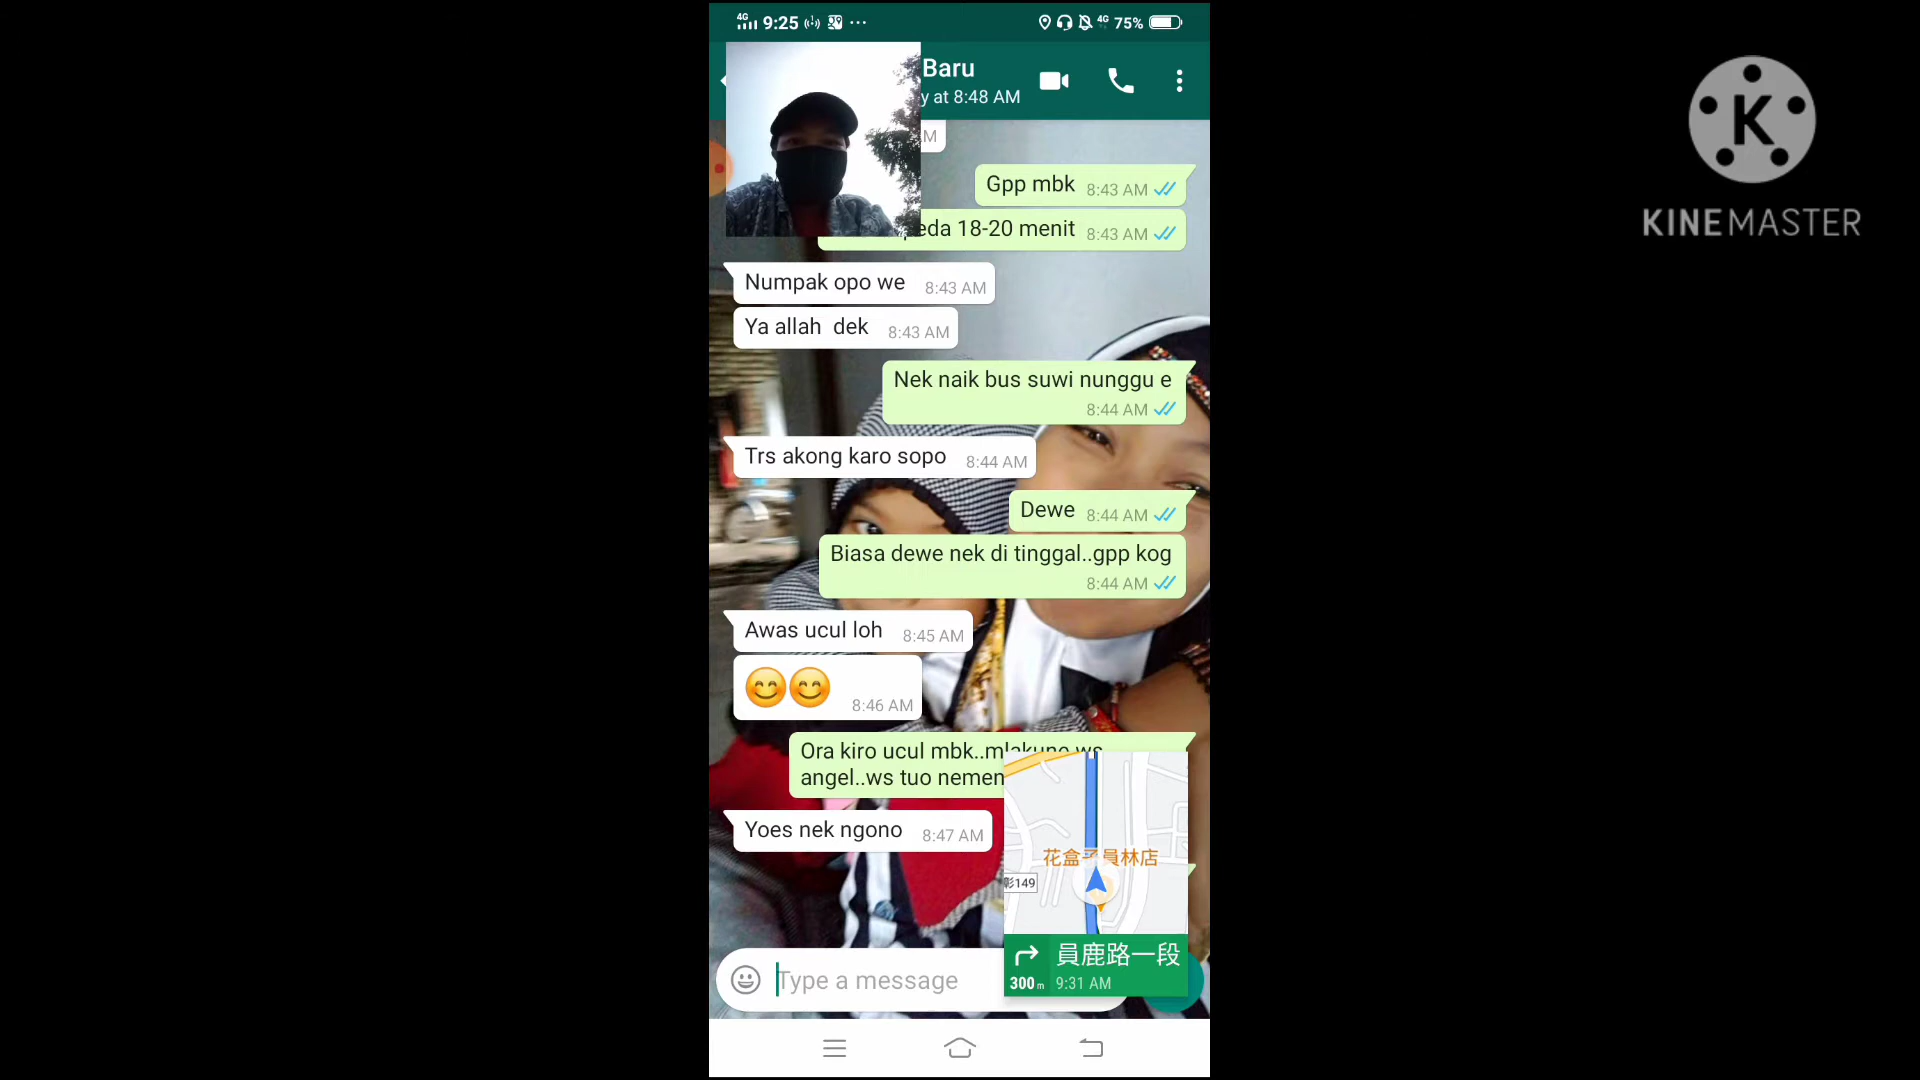 4G 9:25 ... 4G 75%
Baru
y at 8:48 AM
M
Gpp mbk 8:43 AM
eda 18-20 menit 8:43 AM
Numpak opo we 8:43 AM
Ya allah dek 8:43 AM
Nek naik bus suwi nunggu e
8:44 AM
Trs akong karo sopo 8:44 AM
Dewe 8:44 AM
Biasa dewe nek di tinggal..gpp kog
8:44 AM
Awas ucul loh 8:45 AM
😊😊 8:46 AM
Ora kiro ucul mbk..mlakune ws
angel..ws tuo nemen
Yoes nek ngono 8:47 AM
花盒子員林店
彰149
員鹿路一段
300 m 9:31 AM
Type a message
K
KINEMASTER